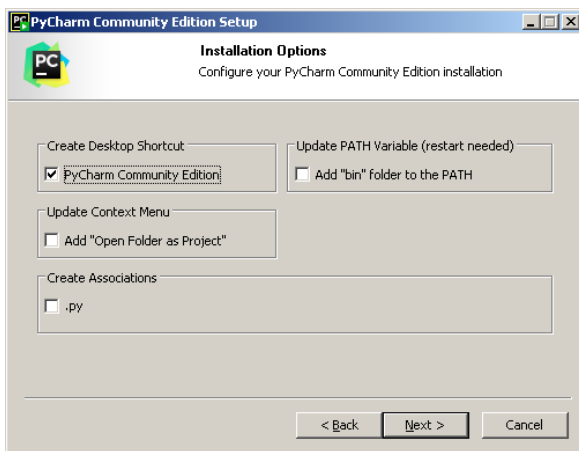 PC PyCharm Community Edition Setup
PC
Installation Options
Configure your PyCharm Community Edition installation
Create Desktop Shortcut
PyCharm Community Edition
Update PATH Variable (restart needed)
Add "bin" folder to the PATH
Update Context Menu
Add "Open Folder as Project"
Create Associations
.py
< Back
Next >
Cancel